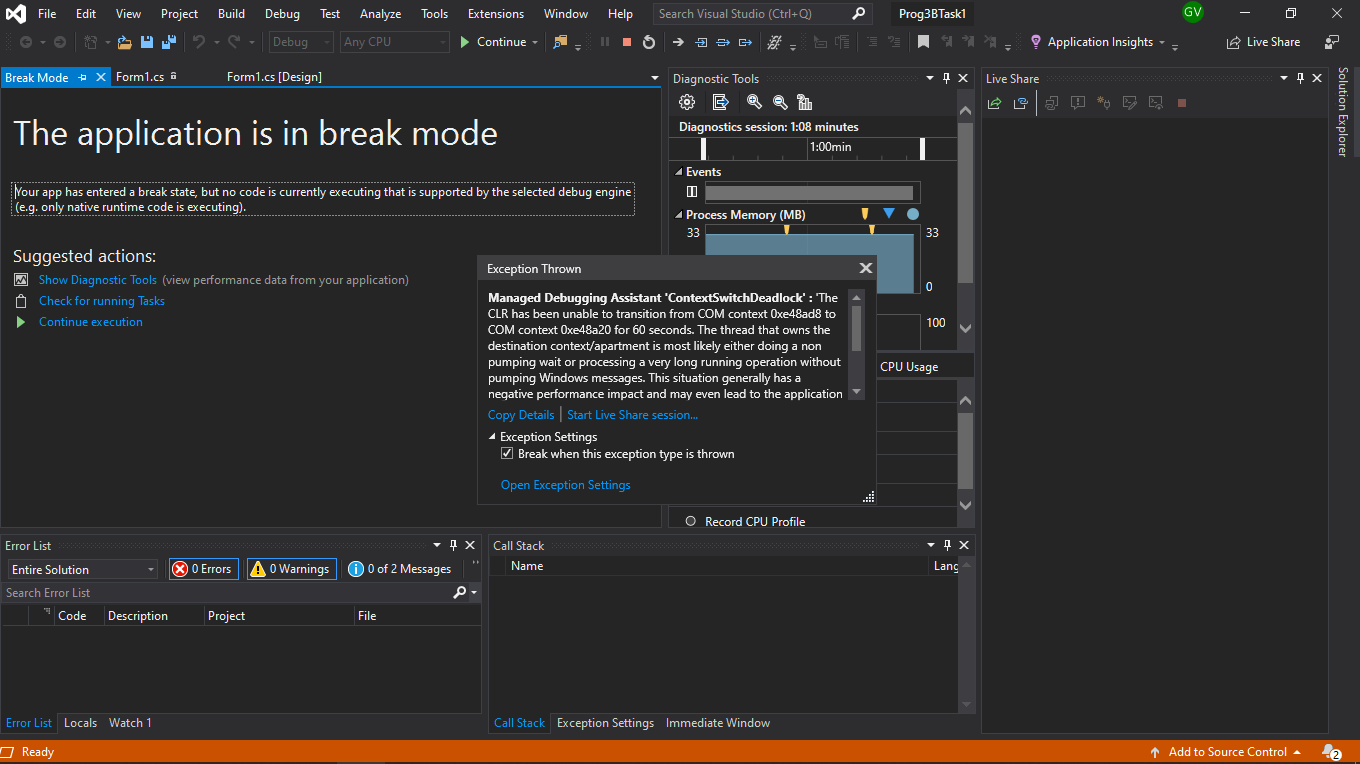 File Edit View Project Build Debug Test Analyze Tools Extensions Window Help Search Visual Studio (Ctrl+Q) Prog3BTask1 GV
Debug Any CPU Continue Application Insights Live Share
Break Mode Form1.cs Form1.cs [Design]
The application is in break mode
Your app has entered a break state, but no code is currently executing that is supported by the selected debug engine
(e.g. only native runtime code is executing).
Suggested actions:
Show Diagnostic Tools (view performance data from your application)
Check for running Tasks
Continue execution
Diagnostic Tools
Diagnostics session: 1:08 minutes
1:00min
Events
Process Memory (MB)
33 33
0
100
CPU Usage
Record CPU Profile
Exception Thrown
Managed Debugging Assistant 'ContextSwitchDeadlock' : 'The
CLR has been unable to transition from COM context 0xe48ad8 to
COM context 0xe48a20 for 60 seconds. The thread that owns the
destination context/apartment is most likely either doing a non
pumping wait or processing a very long running operation without
pumping Windows messages. This situation generally has a
negative performance impact and may even lead to the application
Copy Details Start Live Share session...
Exception Settings
Break when this exception type is thrown
Open Exception Settings
Live Share
Solution Explorer
Error List
Entire Solution 0 Errors 0 Warnings 0 of 2 Messages
Search Error List
Code Description Project File
Error List Locals Watch 1
Call Stack
Name Lang
Call Stack Exception Settings Immediate Window
Ready Add to Source Control 2